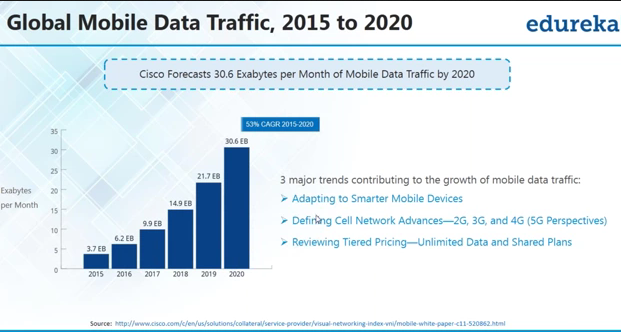 Global Mobile Data Traffic, 2015 to 2020
edureka
Cisco Forecasts 30.6 Exabytes per Month of Mobile Data Traffic by 2020
53% CAGR 2015-2020
35
30
25
20
15
10
5
0
Exabytes
per Month
3.7 EB
6.2 EB
9.9 EB
14.9 EB
21.7 EB
30.6 EB
2015
2016
2017
2018
2019
2020
3 major trends contributing to the growth of mobile data traffic:
➢ Adapting to Smarter Mobile Devices
➢ Defining Cell Network Advances—2G, 3G, and 4G (5G Perspectives)
➢ Reviewing Tiered Pricing—Unlimited Data and Shared Plans
Source: http://www.cisco.com/c/en/us/solutions/collateral/service-provider/visual-networking-index-vni/mobile-white-paper-c11-520862.html